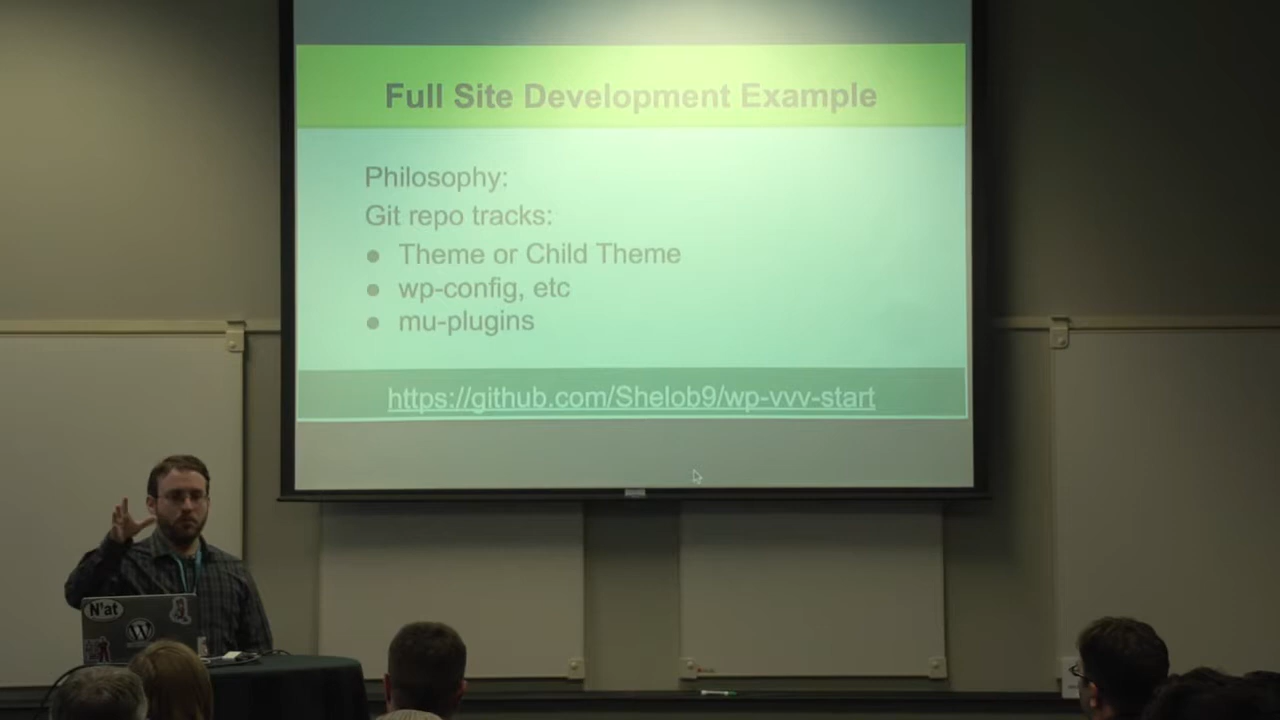 Full Site Development Example
Philosophy:
Git repo tracks:
● Theme or Child Theme
● wp-config, etc
● mu-plugins
https://github.com/Shelob9/wp-vvv-start
N'at
W